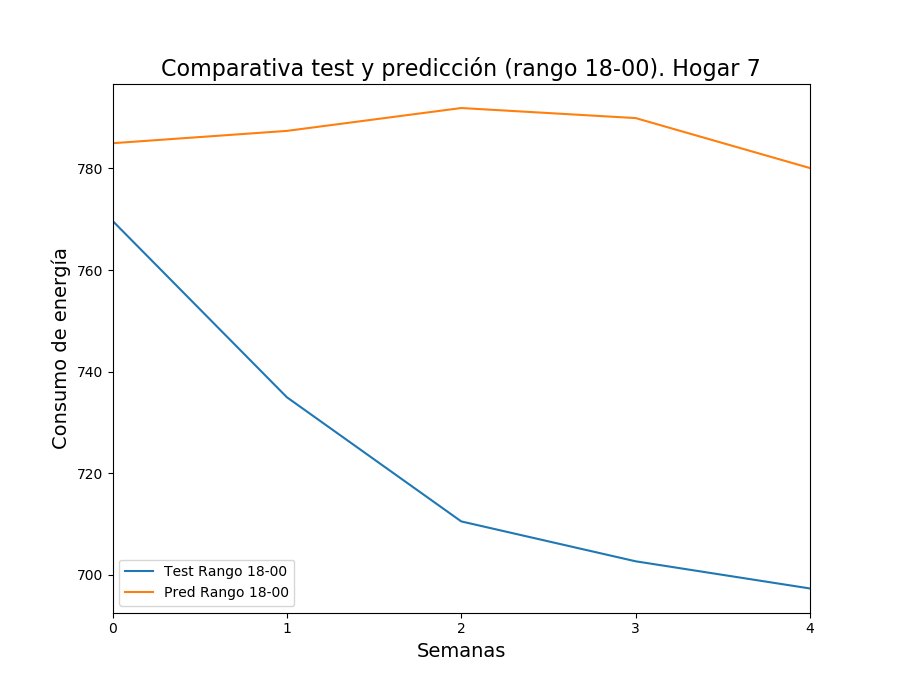 Comparativa test y predicción (rango 18-00). Hogar 7
Consumo de energía
780
760
740
720
700
Test Rango 18-00
Pred Rango 18-00
0 1 2 3 4
Semanas